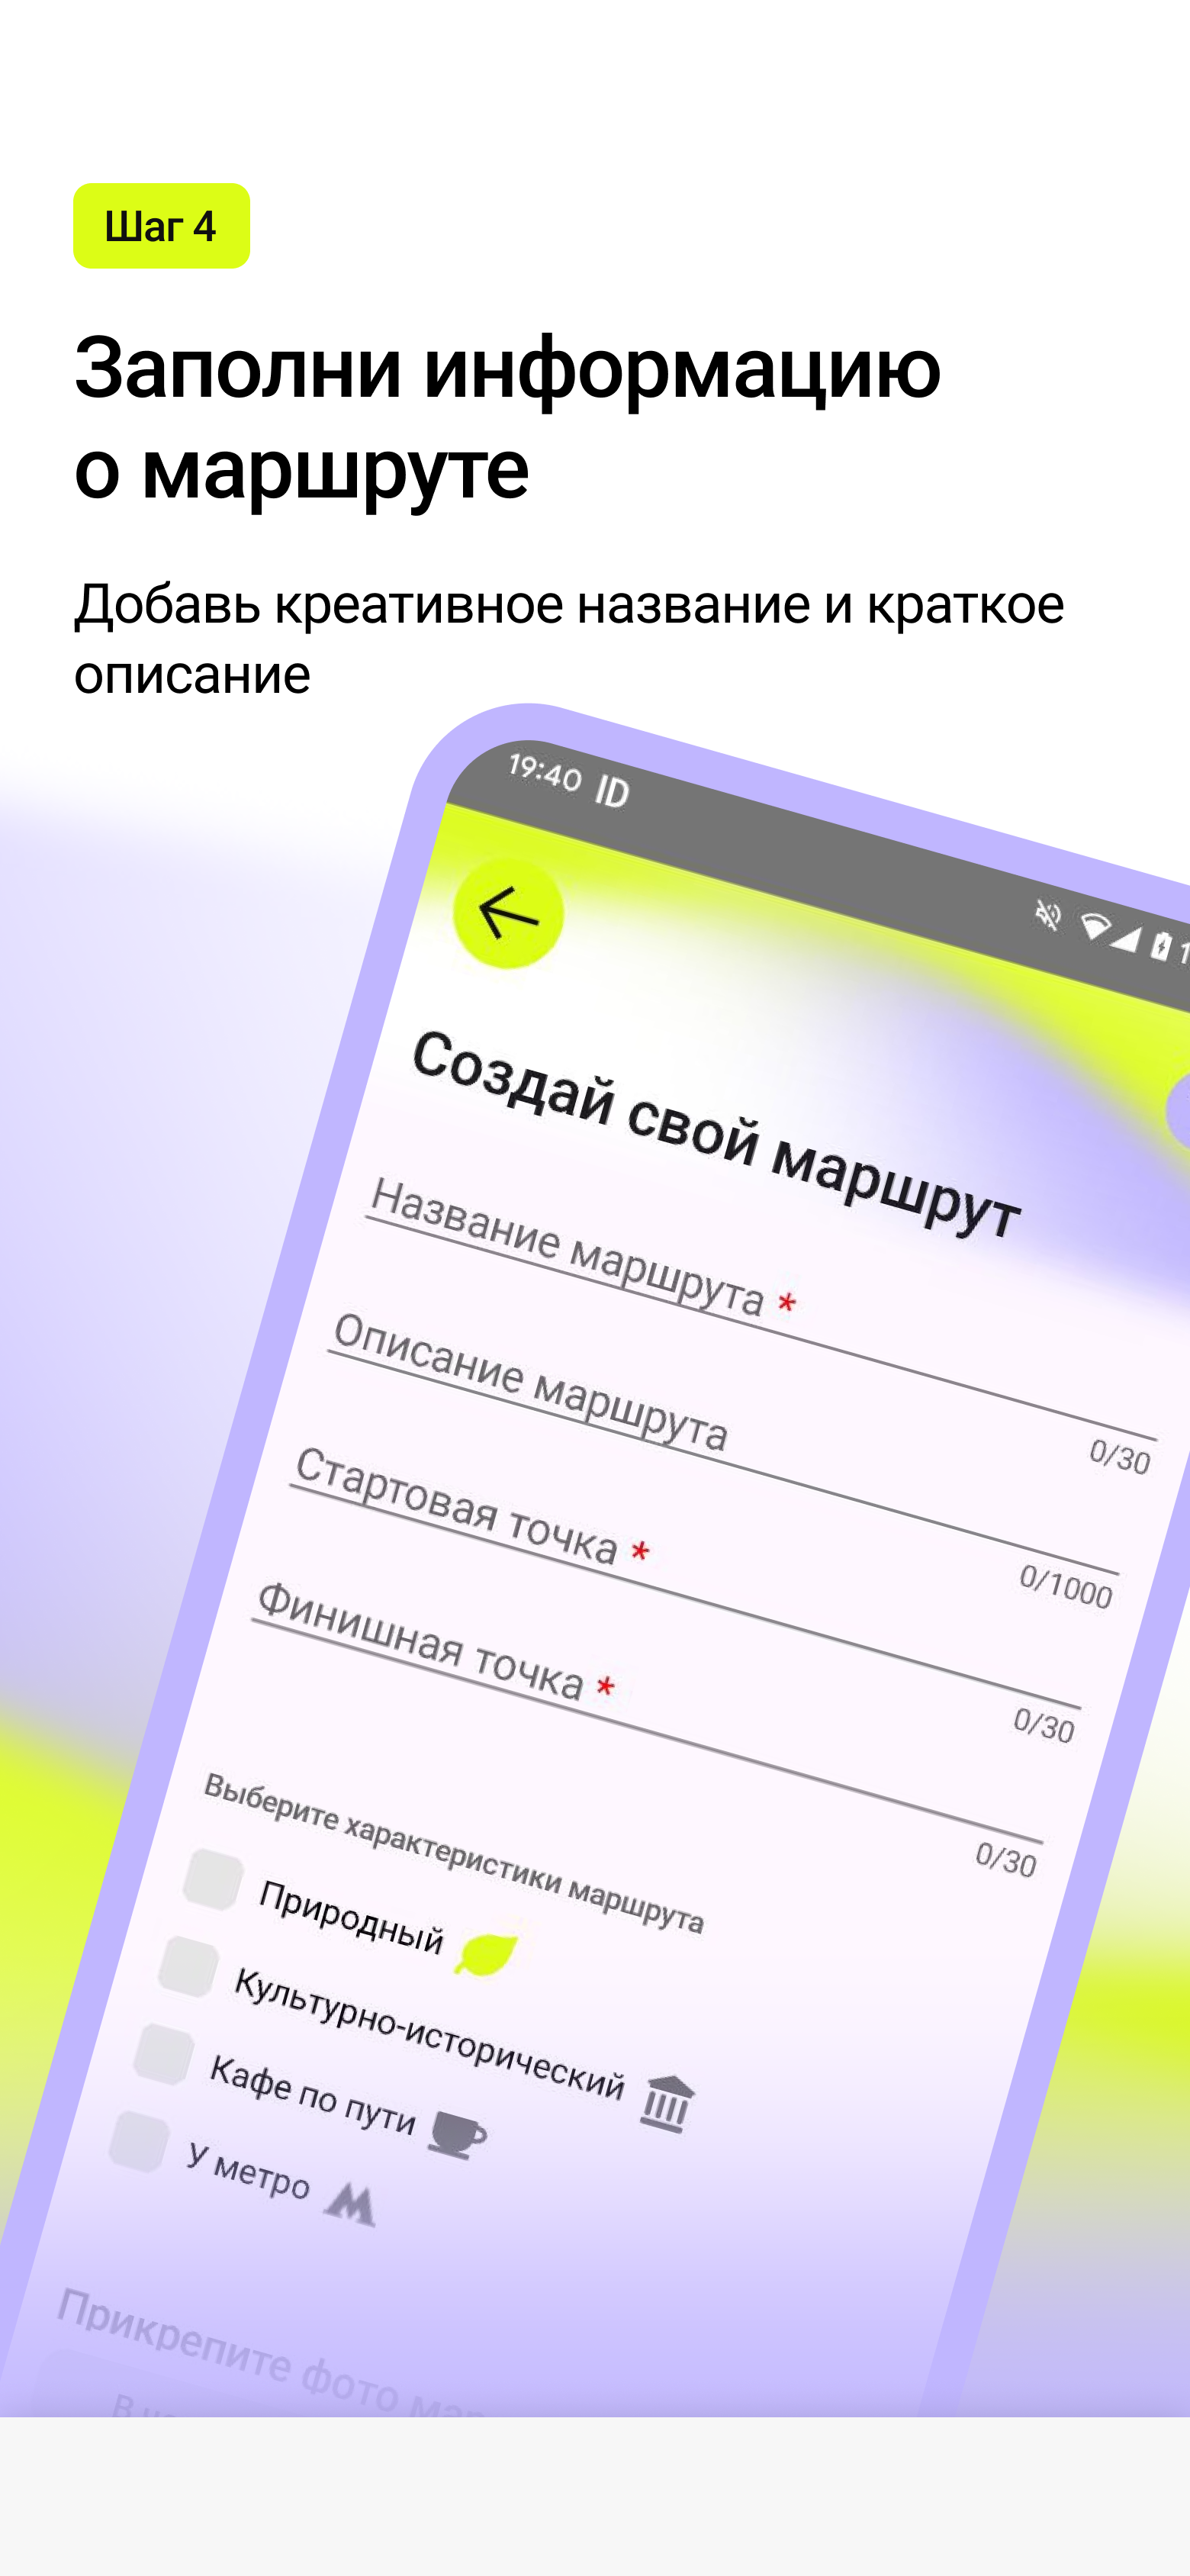 Шаг 4
Заполни информацию
о маршруте
Добавь креативное название и краткое
описание
19:40 ID
Создай свой маршрут
Название маршрута *
0/30
Описание маршрута
0/1000
Стартовая точка *
0/30
Финишная точка *
0/30
Выберите характеристики маршрута
Природный
Культурно-исторический
Кафе по пути
У метро
Прикрепите фото